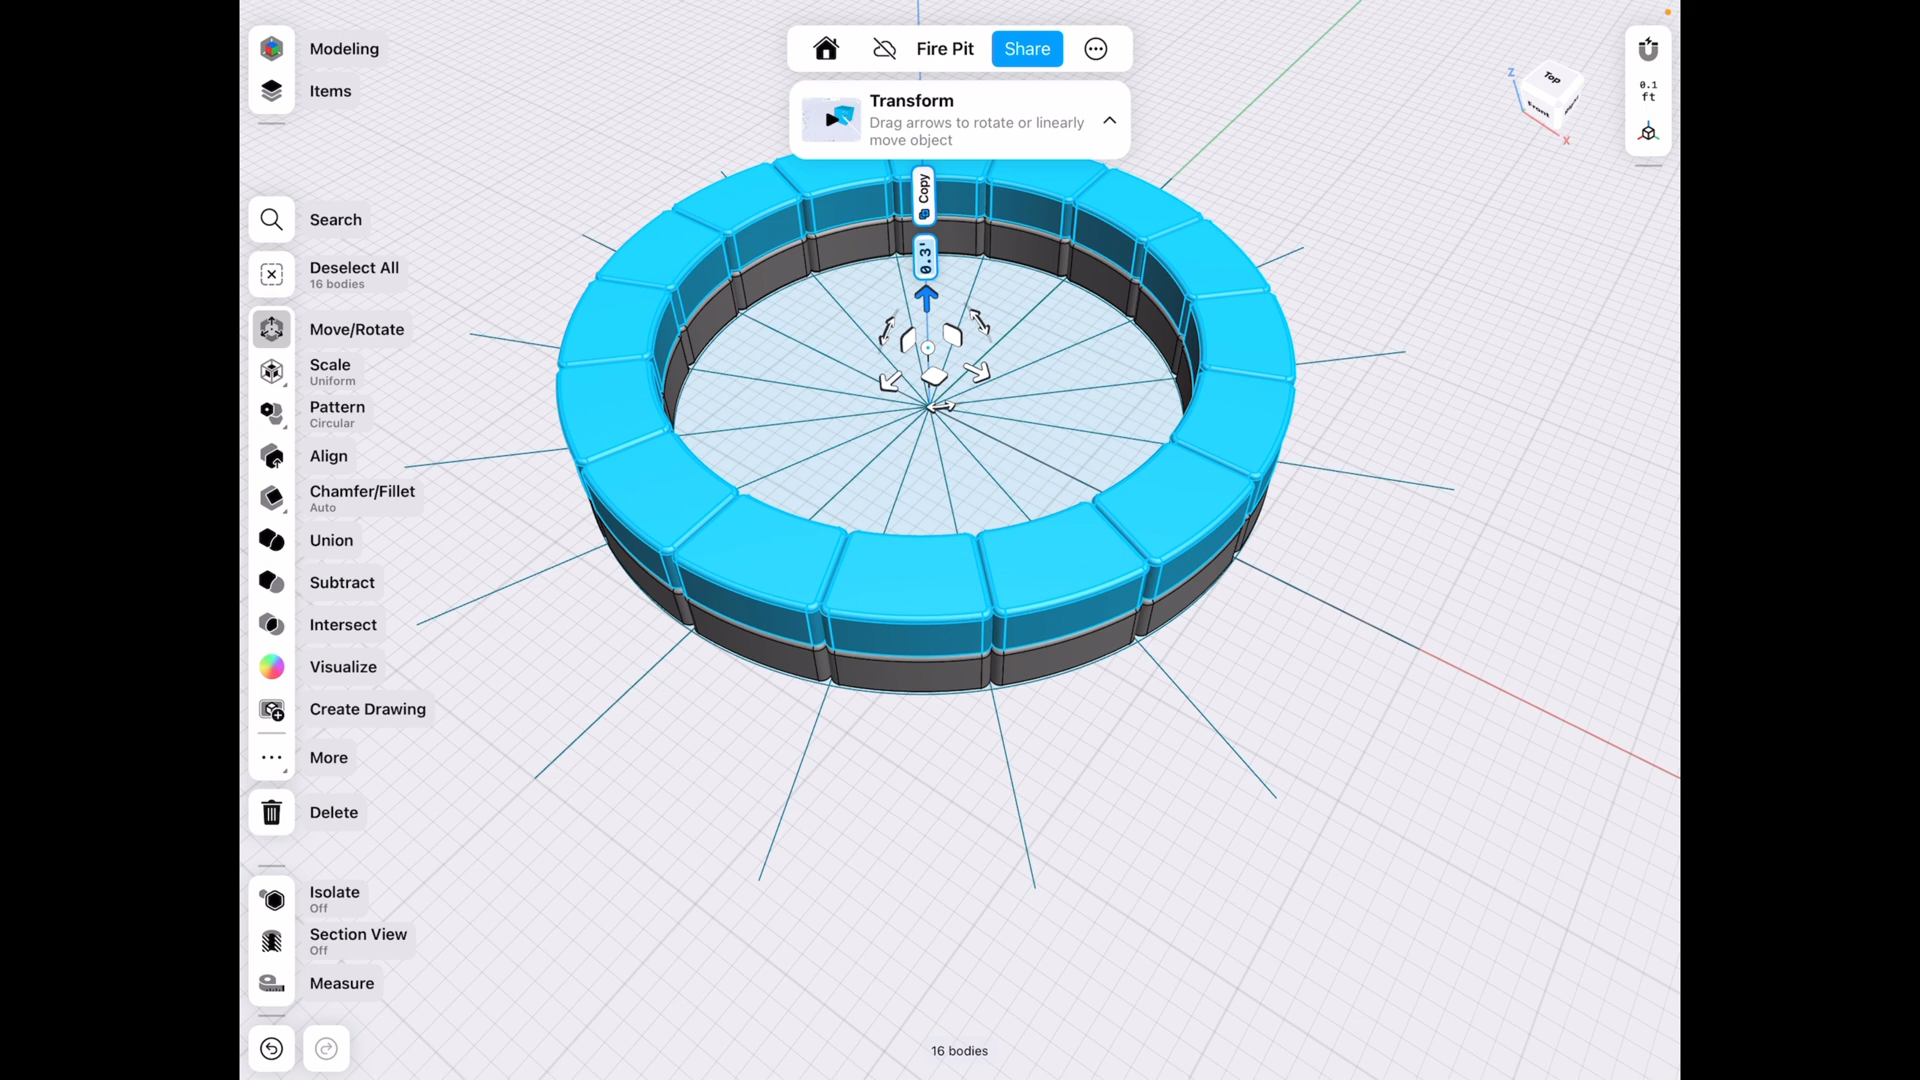 Modeling
Items
Fire Pit
Share
Transform
Drag arrows to rotate or linearly
move object
Copy
0.3'
Z
Top
Front
X
0.1
ft
Search
Deselect All
16 bodies
Move/Rotate
Scale
Uniform
Pattern
Circular
Align
Chamfer/Fillet
Auto
Union
Subtract
Intersect
Visualize
Create Drawing
More
Delete
Isolate
Off
Section View
Off
Measure
16 bodies